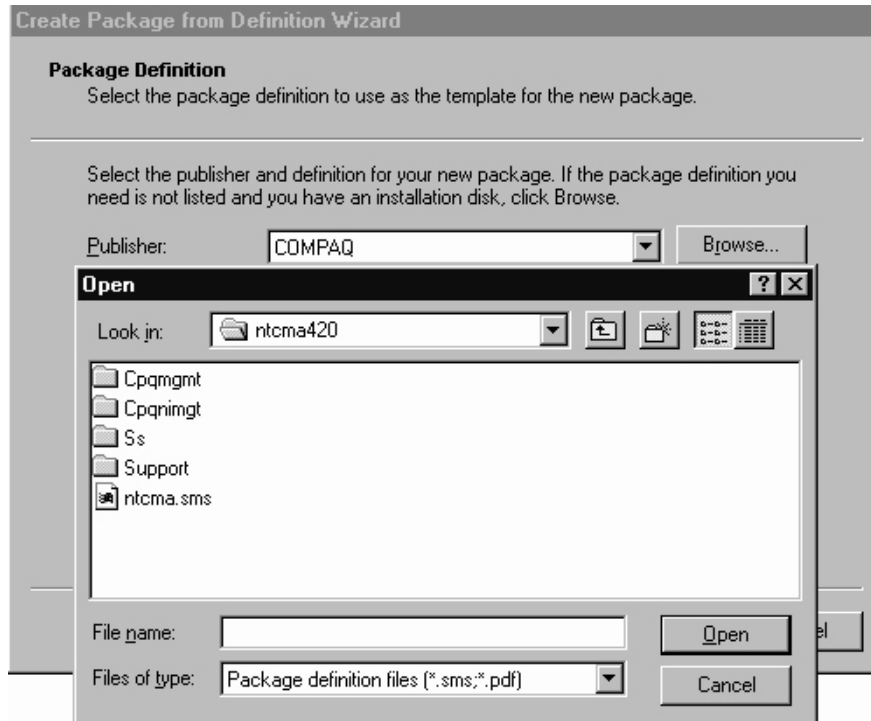 Create Package from Definition Wizard
Package Definition
Select the package definition to use as the template for the new package.
Select the publisher and definition for your new package. If the package definition you
need is not listed and you have an installation disk, click Browse.
Publisher: COMPAQ Browse...
Open
Look in: ntcma420
Cpqmgmt
Cpqnimgt
Ss
Support
ntcma.sms
File name: Open
Files of type: Package definition files (*.sms;*.pdf) Cancel